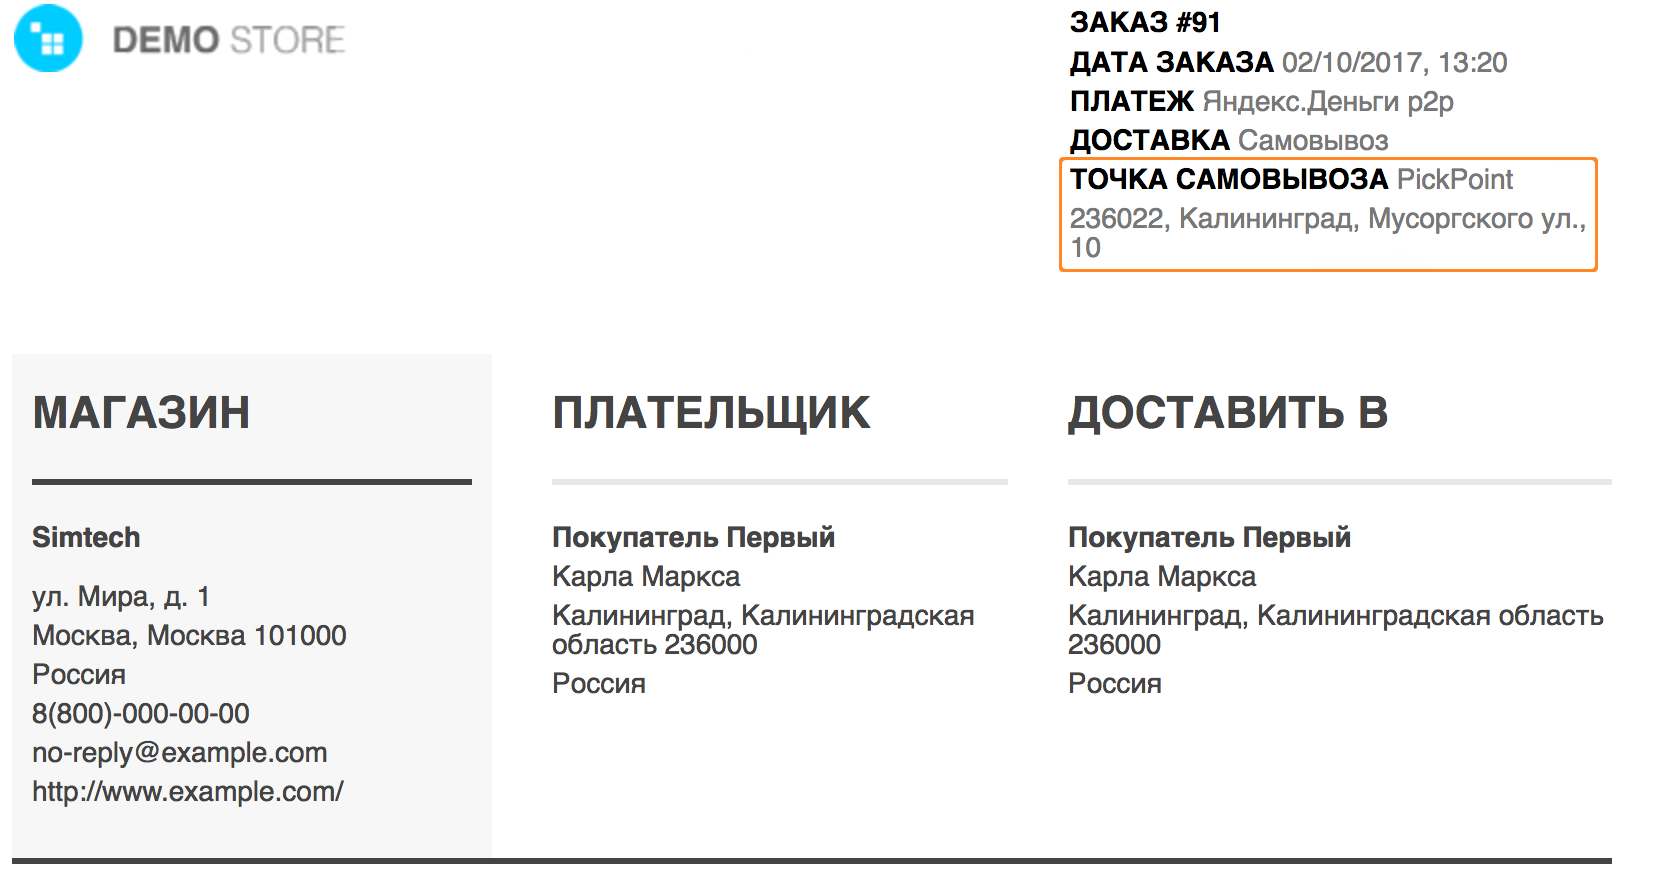 DEMO STORE
ЗАКАЗ #91
ДАТА ЗАКАЗА 02/10/2017, 13:20
ПЛАТЕЖ Яндекс.Деньги p2p
ДОСТАВКА Самовывоз
ТОЧКА САМОВЫВОЗА PickPoint
236022, Калининград, Мусоргского ул.,
10
МАГАЗИН
Simtech
ул. Мира, д. 1
Москва, Москва 101000
Россия
8(800)-000-00-00
no-reply@example.com
http://www.example.com/
ПЛАТЕЛЬЩИК
Покупатель Первый
Карла Маркса
Калининград, Калининградская
область 236000
Россия
ДОСТАВИТЬ В
Покупатель Первый
Карла Маркса
Калининград, Калининградская область
236000
Россия